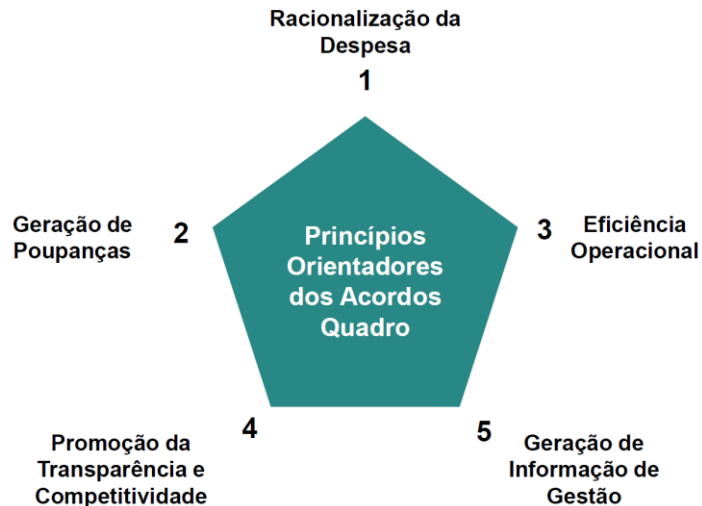 Racionalização da
Despesa
1
Geração de
Poupanças
2
Princípios
Orientadores
dos Acordos
Quadro
3
Eficiência
Operacional
4
Promoção da
Transparência e
Competitividade
5
Geração de
Informação de
Gestão